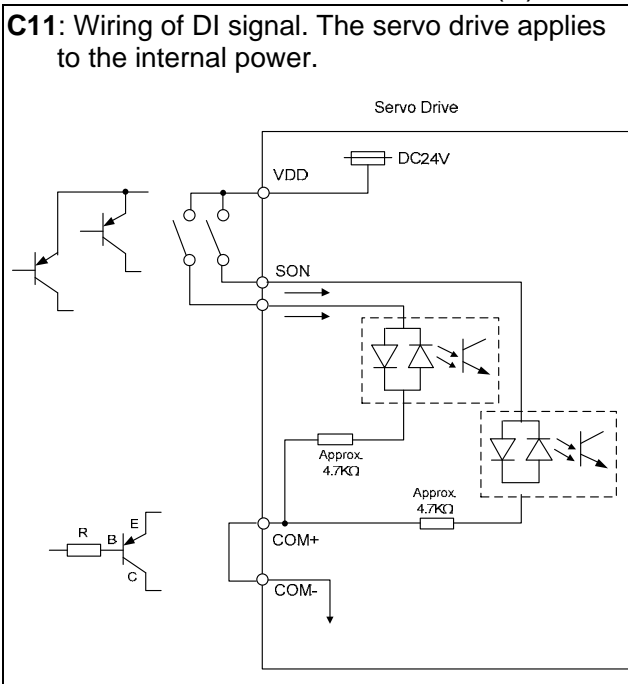 C11: Wiring of DI signal. The servo drive applies
to the internal power.
Servo Drive
DC24V
VDD
SON
Approx.
4.7KΩ
Approx.
4.7KΩ
R
B
E
C
COM+
COM-